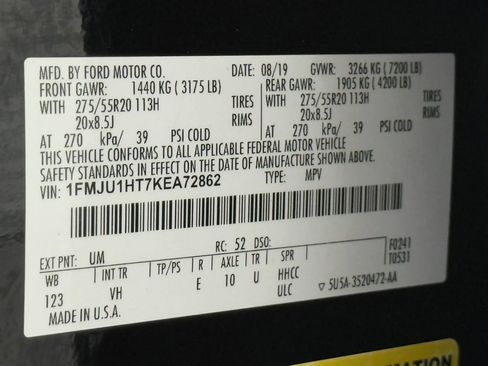 MFD. BY FORD MOTOR CO. DATE: 08/19 GVWR: 3266 KG ( 7200 LB)
FRONT GAWR: 1440 KG ( 3175 LB) REAR GAWR: 1905 KG ( 4200 LB)
WITH 275/55R20 113H TIRES WITH 275/55R20 113H TIRES
20x8.5J RIMS 20x8.5J RIMS
AT 270 kPa/ 39 PSI COLD AT 270 kPa/ 39 PSI COLD
THIS VEHICLE CONFORMS TO ALL APPLICABLE FEDERAL MOTOR VEHICLE
SAFETY STANDARDS IN EFFECT ON THE DATE OF MANUFACTURE SHOWN ABOVE.
VIN: 1FMJU1HT7KEA72862 TYPE: MPV
EXT PNT: UM RC: 52 DSO: F0241
WB INT TR TP/PS R AXLE TR SPR T0531
123 VH E 10 U HHCC
ULC ▽ 5U5A-3520472-AA
MADE IN U.S.A.